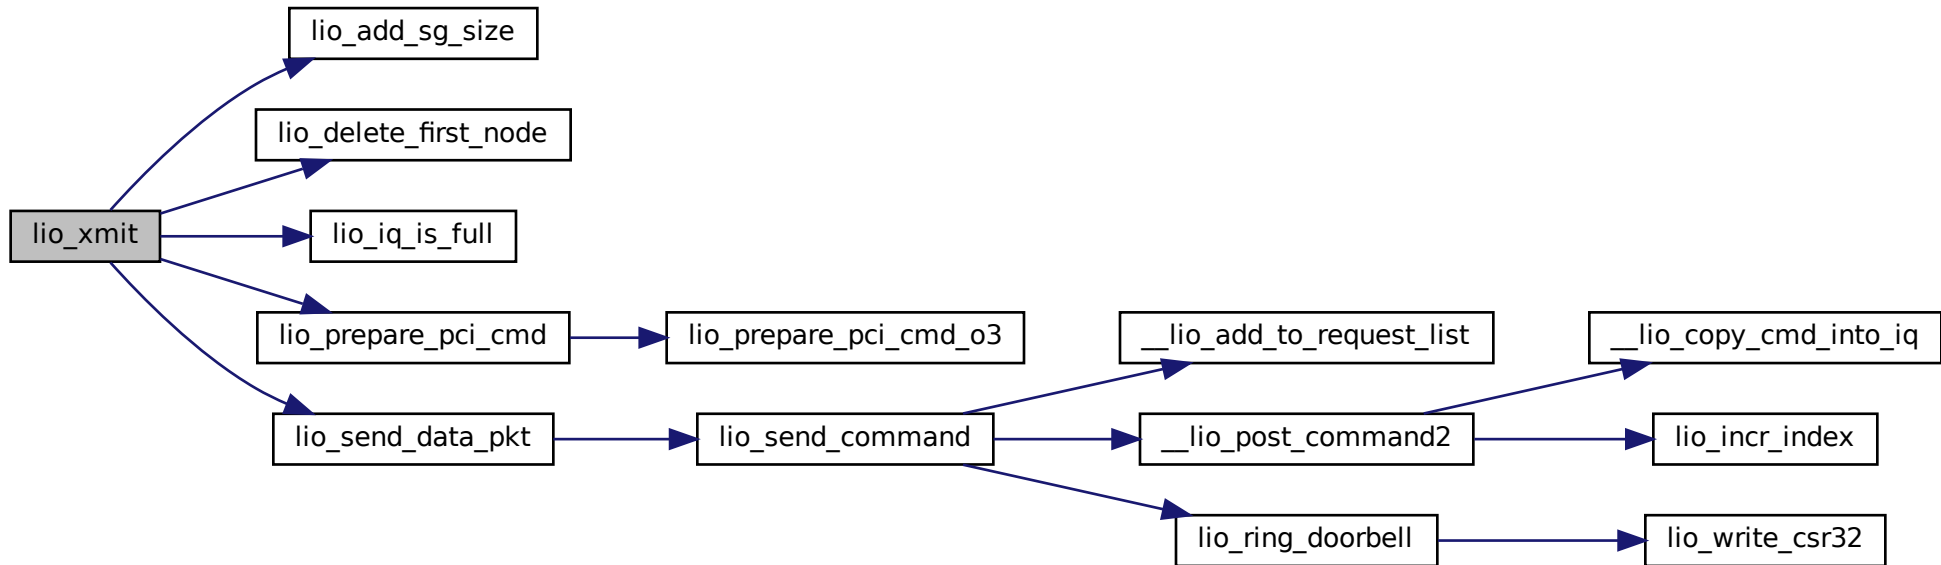 lio_add_sg_size
lio_delete_first_node
lio_xmit
lio_iq_is_full
lio_prepare_pci_cmd
lio_prepare_pci_cmd_o3
__lio_add_to_request_list
__lio_copy_cmd_into_iq
lio_send_data_pkt
lio_send_command
__lio_post_command2
lio_incr_index
lio_ring_doorbell
lio_write_csr32